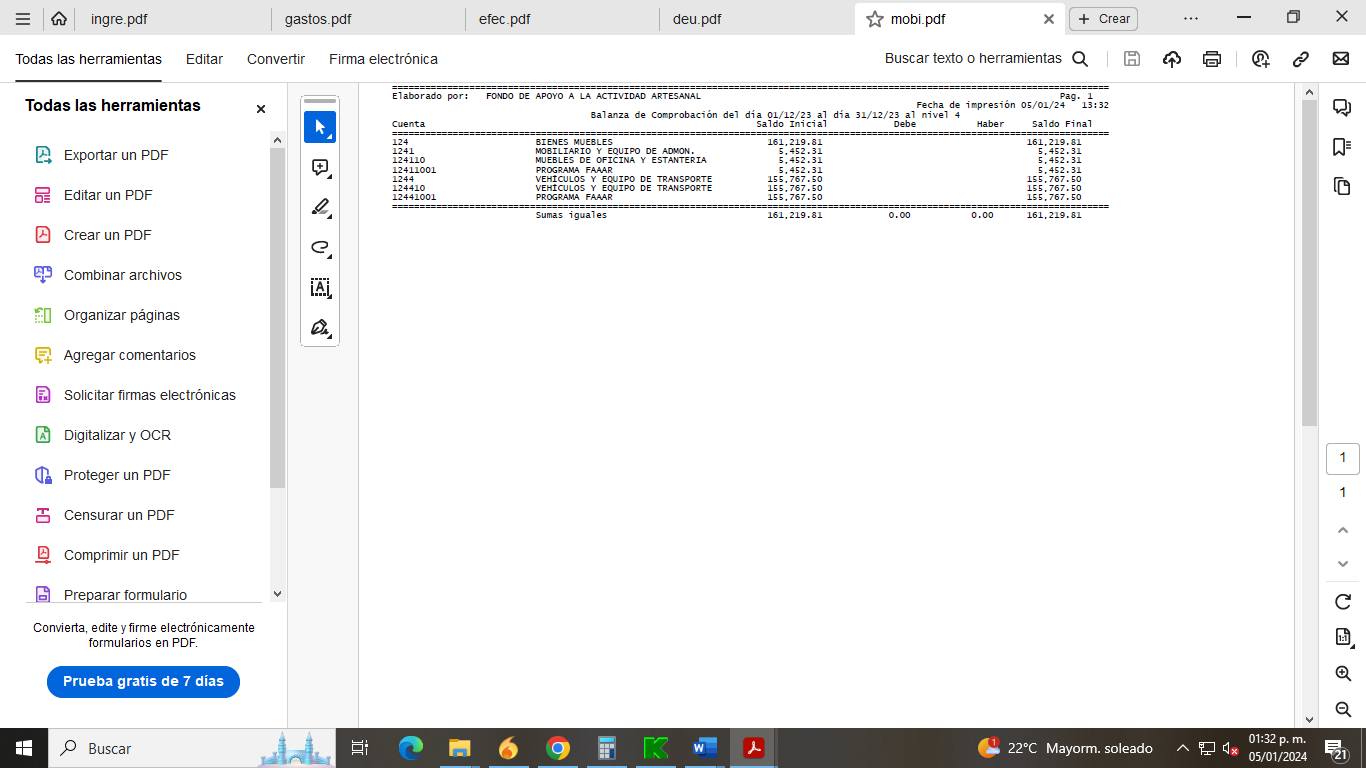 ingre.pdf gastos.pdf efec.pdf deu.pdf mobi.pdf Crear
Todas las herramientas Editar Convertir Firma electrónica Buscar texto o herramientas
Todas las herramientas
Exportar un PDF
Editar un PDF
Crear un PDF
Combinar archivos
Organizar páginas
Agregar comentarios
Solicitar firmas electrónicas
Digitalizar y OCR
Proteger un PDF
Censurar un PDF
Comprimir un PDF
Preparar formulario
Convierta, edite y firme electrónicamente
formularios en PDF.
Prueba gratis de 7 días
Elaborado por: FONDO DE APOYO A LA ACTIVIDAD ARTESANAL Pag. 1
Fecha de impresión 05/01/24 13:32
Balanza de Comprobación del día 01/12/23 al día 31/12/23 al nivel 4
Cuenta Saldo Inicial Debe Haber Saldo Final
124 BIENES MUEBLES 161,219.81 161,219.81
1241 MOBILIARIO Y EQUIPO DE ADMON. 5,452.31 5,452.31
124110 MUEBLES DE OFICINA Y ESTANTERIA 5,452.31 5,452.31
12411001 PROGRAMA FAAAR 5,452.31 5,452.31
1244 VEHÍCULOS Y EQUIPO DE TRANSPORTE 155,767.50 155,767.50
124410 VEHÍCULOS Y EQUIPO DE TRANSPORTE 155,767.50 155,767.50
12441001 PROGRAMA FAAAR 155,767.50 155,767.50
Sumas iguales 161,219.81 0.00 0.00 161,219.81
1
1
1:1
Buscar
22°C Mayorm. soleado
01:32 p. m.
05/01/2024
21